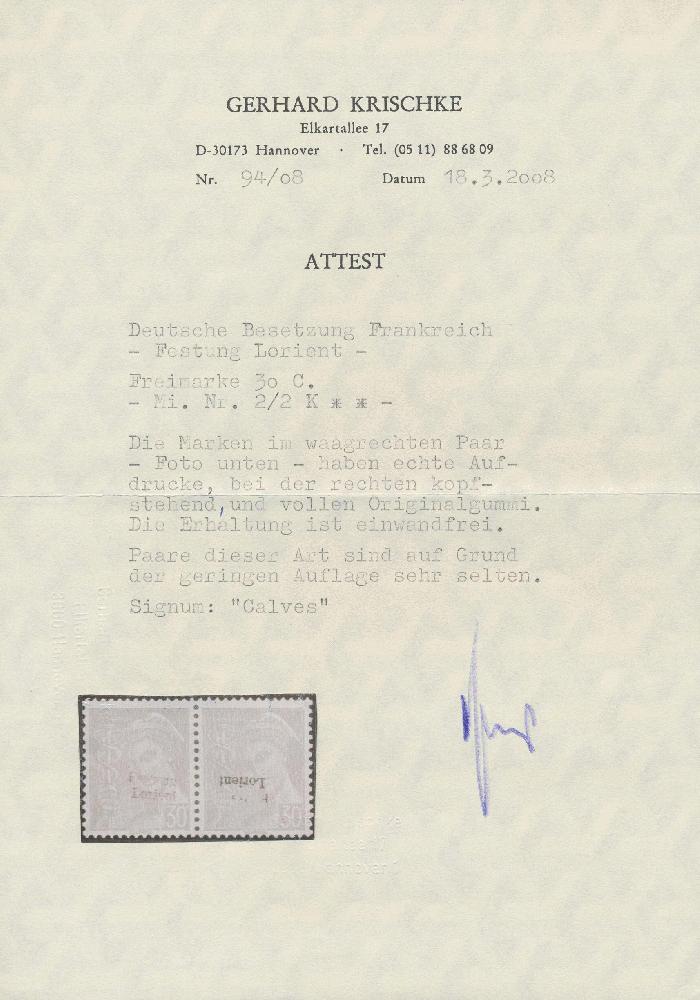 GERHARD KRISCHKE
Elkartallee 17
D-30173 Hannover · Tel. (05 11) 88 68 09
Nr. 94/08 Datum 18.3.2008
ATTEST
Deutsche Besetzung Frankreich
- Festung Lorient -
Freimarke 30 C.
- Mi. Nr. 2/2 K * * -
Die Marken im waagrechten Paar
- Foto unten - haben echte Auf-
drucke, bei der rechten kopf-
stehend,und vollen Originalgummi.
Die Erhaltung ist einwandfrei.
Paare dieser Art sind auf Grund
der geringen Auflage sehr selten.
Signum: "Calves"
Lorient
Lorient
30
30